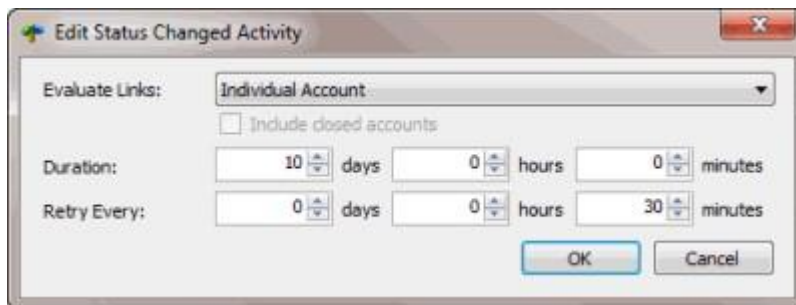 Edit Status Changed Activity
Evaluate Links: Individual Account
Include closed accounts
Duration: 10 days 0 hours 0 minutes
Retry Every: 0 days 0 hours 30 minutes
OK Cancel